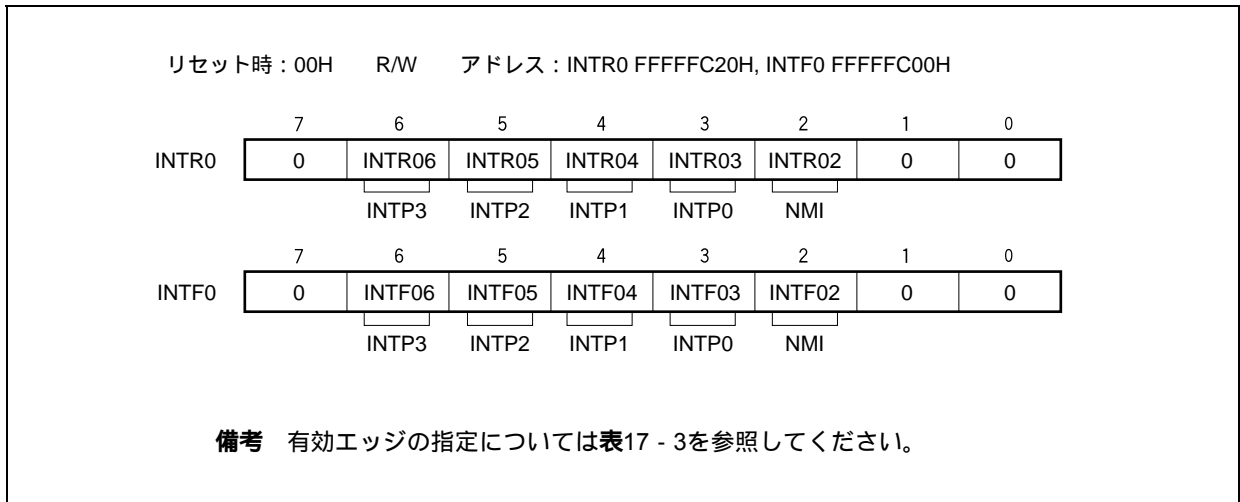 リセット時：00H R/W アドレス：INTR0 FFFFFC20H, INTF0 FFFFFC00H
7 6 5 4 3 2 1 0
INTR0 0 INTR06 INTR05 INTR04 INTR03 INTR02 0 0
INTP3 INTP2 INTP1 INTP0 NMI
7 6 5 4 3 2 1 0
INTF0 0 INTF06 INTF05 INTF04 INTF03 INTF02 0 0
INTP3 INTP2 INTP1 INTP0 NMI
備考 有効エッジの指定については表17 - 3を参照してください。